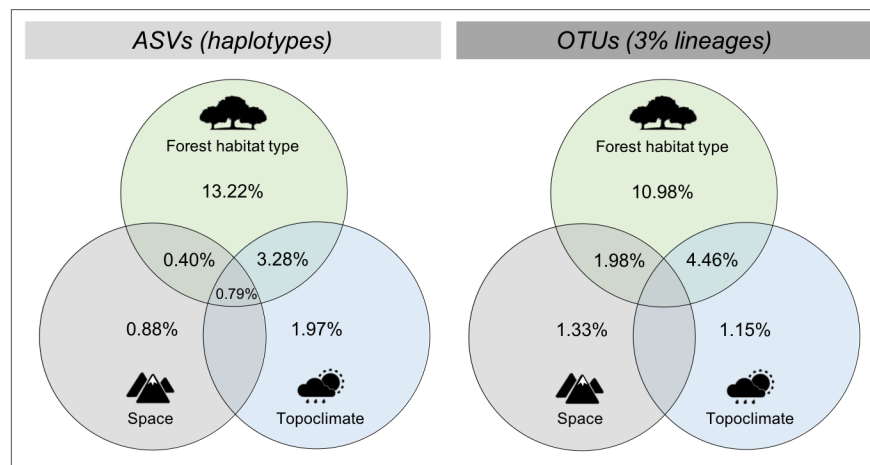 ASVs (haplotypes)
Forest habitat type
13.22%
0.40%
3.28%
0.79%
0.88%
1.97%
Space
Topoclimate
OTUs (3% lineages)
Forest habitat type
10.98%
1.98%
4.46%
1.33%
1.15%
Space
Topoclimate